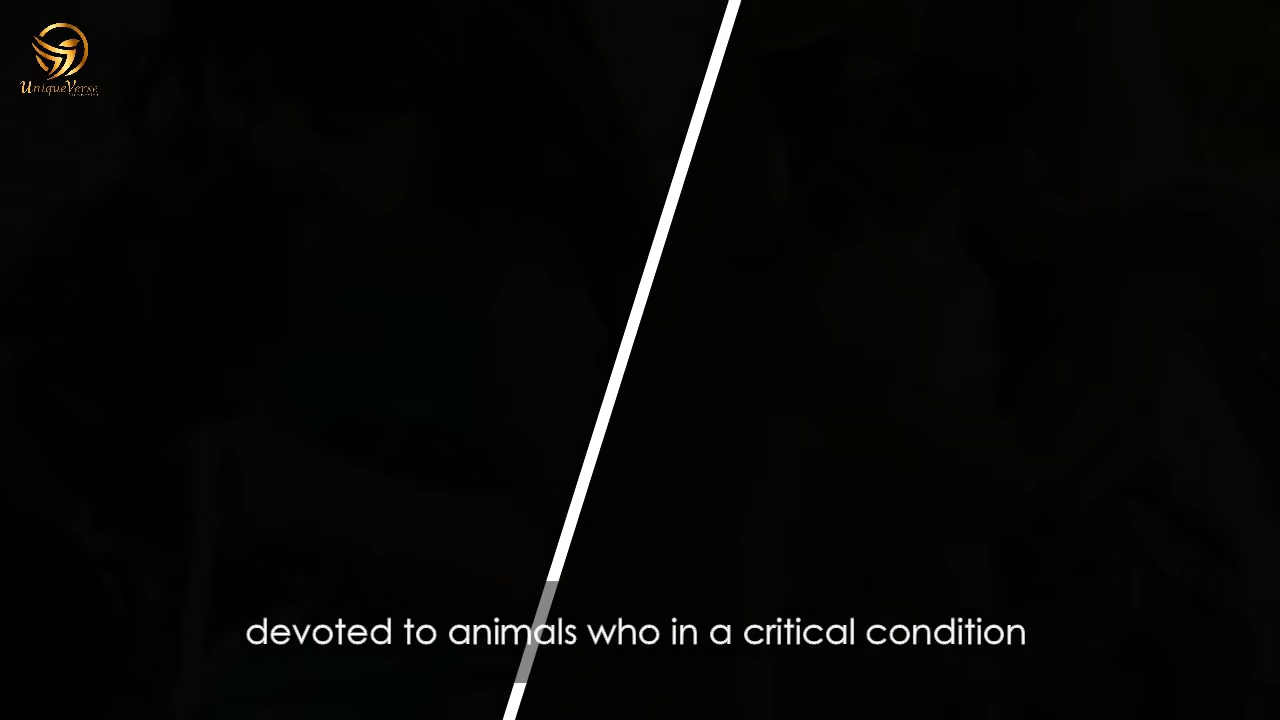 UniqueVerse
devoted to animals who in a critical condition